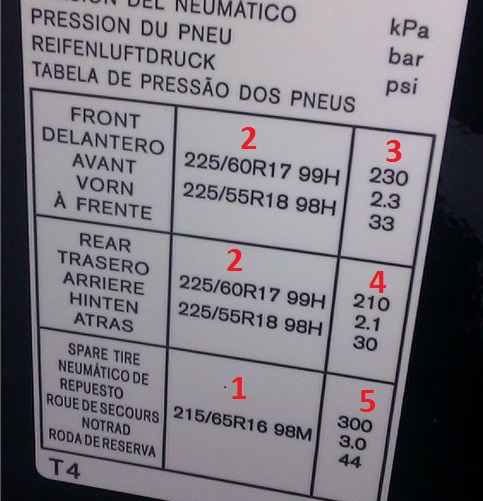 DEL NEUMÁTICO
PRESSION DU PNEU
REIFENLUFTDRUCK
TABELA DE PRESSÃO DOS PNEUS
kPa
bar
psi
FRONT
DELANTERO
AVANT
VORN
À FRENTE
2
225/60R17 99H
225/55R18 98H
3
230
2.3
33
REAR
TRASERO
ARRIERE
HINTEN
ATRAS
2
225/60R17 99H
225/55R18 98H
4
210
2.1
30
SPARE TIRE
NEUMÁTICO DE
REPUESTO
ROUE DE SECOURS
NOTRAD
RODA DE RESERVA
1
215/65R16 98M
5
300
3.0
44
T4